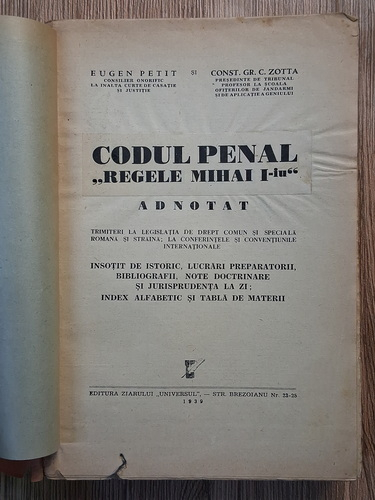 EUGEN PETIT ȘI CONST. GR. C. ZOTTA
CONSILIER ONORIFIC PREȘEDINTE DE TRIBUNAL
LA INALTA CURTE DE CASAȚIE PROFESOR LA ȘCOALA
ȘI JUSTIȚIE OFIȚERILOR DE JANDARMI
ȘI DE APLICAȚIE A GENIULUI
CODUL PENAL
„REGELE MIHAI I-iu“
ADNOTAT
TRIMITERI LA LEGISLAȚIA DE DREPT COMUN ȘI SPECIALĂ
ROMANĂ ȘI STRĂINĂ; LA CONFERINȚELE ȘI CONVENȚIUNILE
INTERNAȚIONALE
INSOȚIT DE ISTORIC, LUCRĂRI PREPARATORII,
BIBLIOGRAFII, NOTE DOCTRINARE
ȘI JURISPRUDENȚA LA ZI;
INDEX ALFABETIC ȘI TABLĂ DE MATERII
EDITURA ZIARULUI „UNIVERSUL“, — STR. BREZOIANU Nr. 23-25
1939